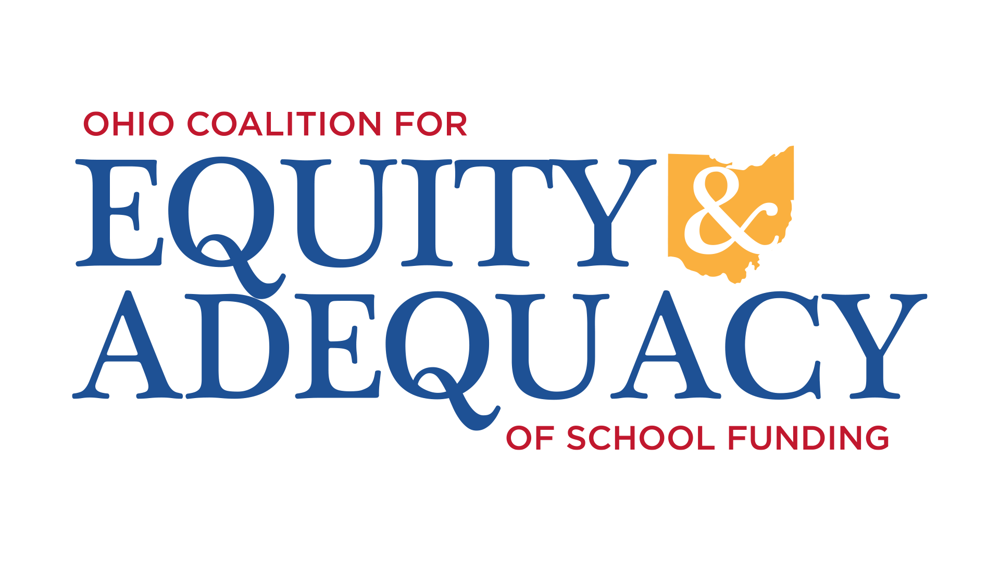 OHIO COALITION FOR
EQUITY &
ADEQUACY
OF SCHOOL FUNDING